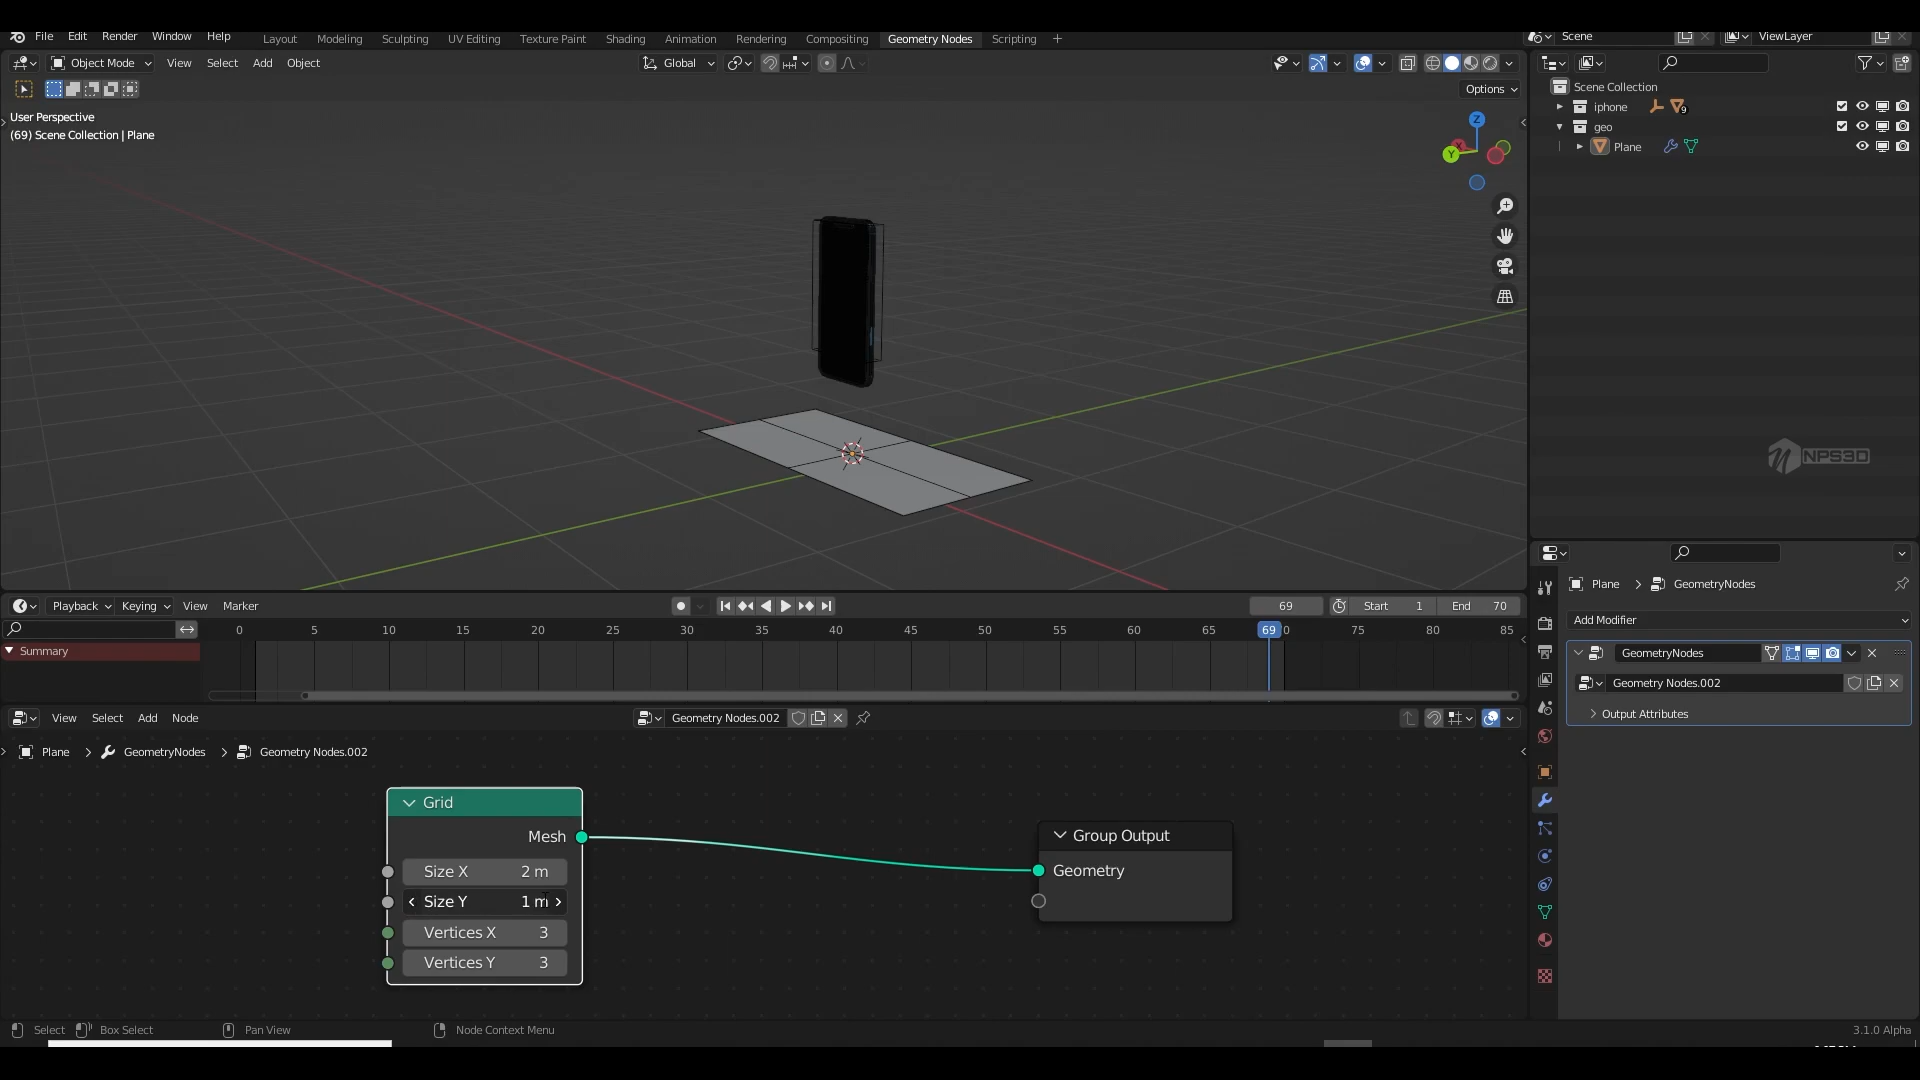 File Edit Render Window Help Layout Modeling Sculpting UV Editing Texture Paint Shading Animation Rendering Compositing Geometry Nodes Scripting + Scene ViewLayer
Object Mode View Select Add Object Global
Options
User Perspective
(69) Scene Collection | Plane
Z
X
Y
Scene Collection
iphone 9
geo
Plane
NPS3D
Playback Keying View Marker 69 Start 1 End 70
0 5 10 15 20 25 30 35 40 45 50 55 60 65 69 0 75 80 85
Summary
Plane > GeometryNodes
Add Modifier
GeometryNodes
Geometry Nodes.002
Output Attributes
View Select Add Node Geometry Nodes.002
Plane > GeometryNodes > Geometry Nodes.002
Grid
Mesh
Size X 2 m
Size Y 1 m
Vertices X 3
Vertices Y 3
Group Output
Geometry
Select Box Select Pan View Node Context Menu 3.1.0 Alpha